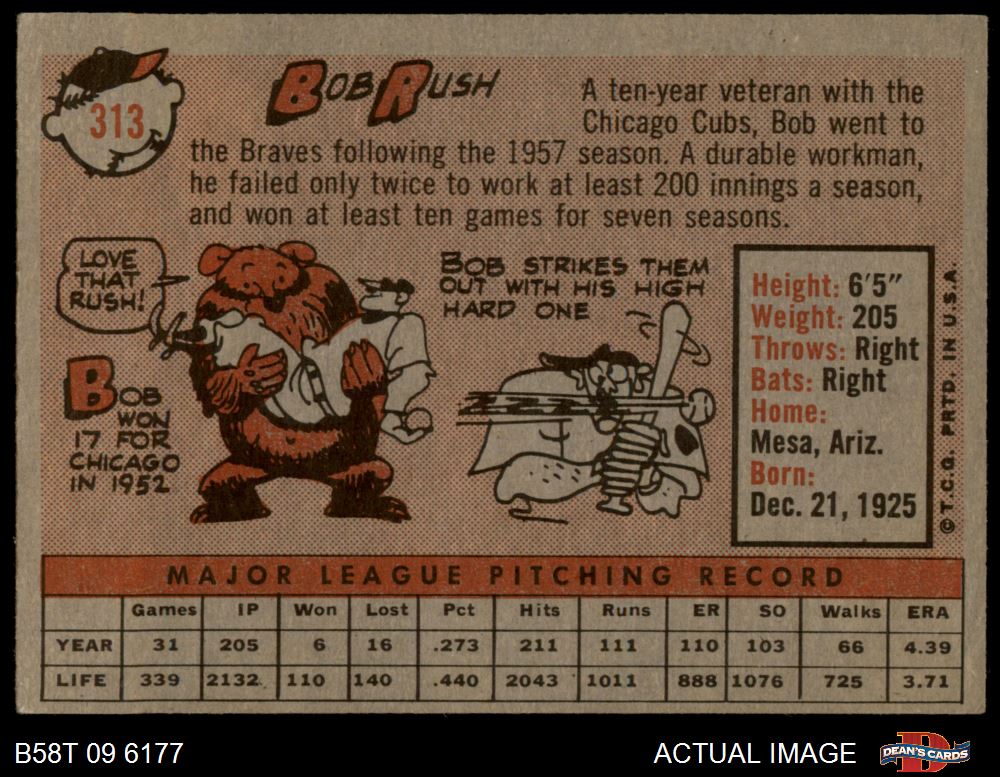 313
BOB RUSH
A ten-year veteran with the
Chicago Cubs, Bob went to
the Braves following the 1957 season. A durable workman,
he failed only twice to work at least 200 innings a season,
and won at least ten games for seven seasons.
LOVE
THAT
RUSH!
BOB
WON
17 FOR
CHICAGO
IN 1952
BOB STRIKES THEM
OUT WITH HIS HIGH
HARD ONE
Height: 6'5"
Weight: 205
Throws: Right
Bats: Right
Home:
Mesa, Ariz.
Born:
Dec. 21, 1925
© T.C.G. PRTD. IN U.S.A.
MAJOR LEAGUE PITCHING RECORD
Games IP Won Lost Pct Hits Runs ER SO Walks ERA
YEAR 31 205 6 16 .273 211 111 110 103 66 4.39
LIFE 339 2132 110 140 .440 2043 1011 888 1076 725 3.71
B58T 09 6177
ACTUAL IMAGE
D
DEAN'S CARDS